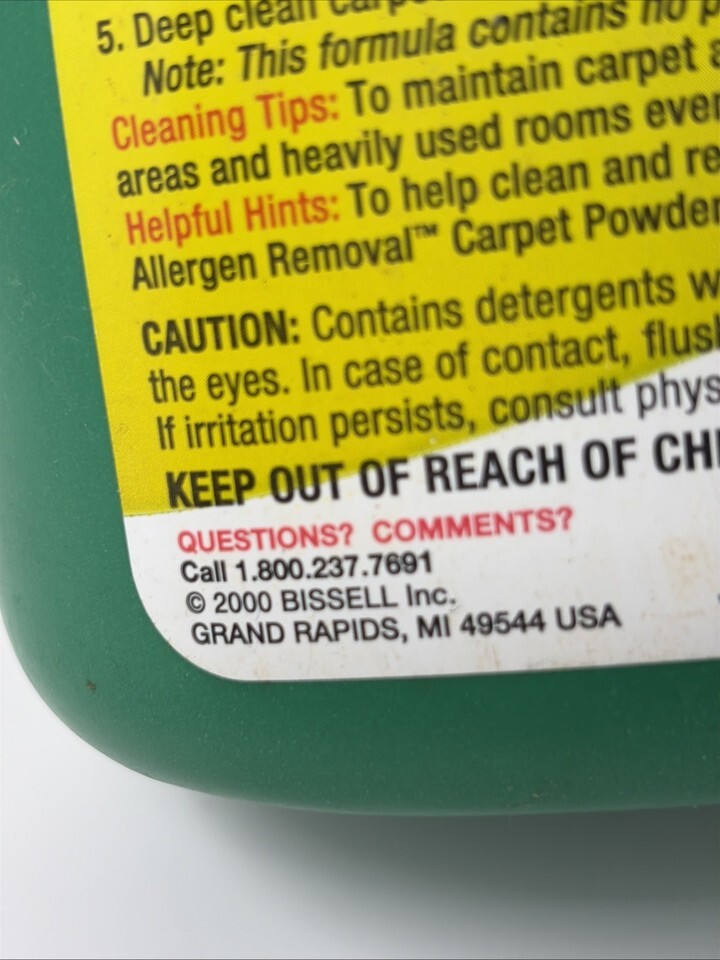 5. Deep clean
Note: This formula contains no
Cleaning Tips: To maintain carpet
areas and heavily used rooms
Helpful Hints: To help clean and
Allergen Removal™ Carpet Powder
CAUTION: Contains detergents
the eyes. In case of contact,
If irritation persists, consult
KEEP OUT OF REACH OF
QUESTIONS? COMMENTS?
Call 1.800.237.7691
© 2000 BISSELL Inc.
GRAND RAPIDS, MI 49544 USA